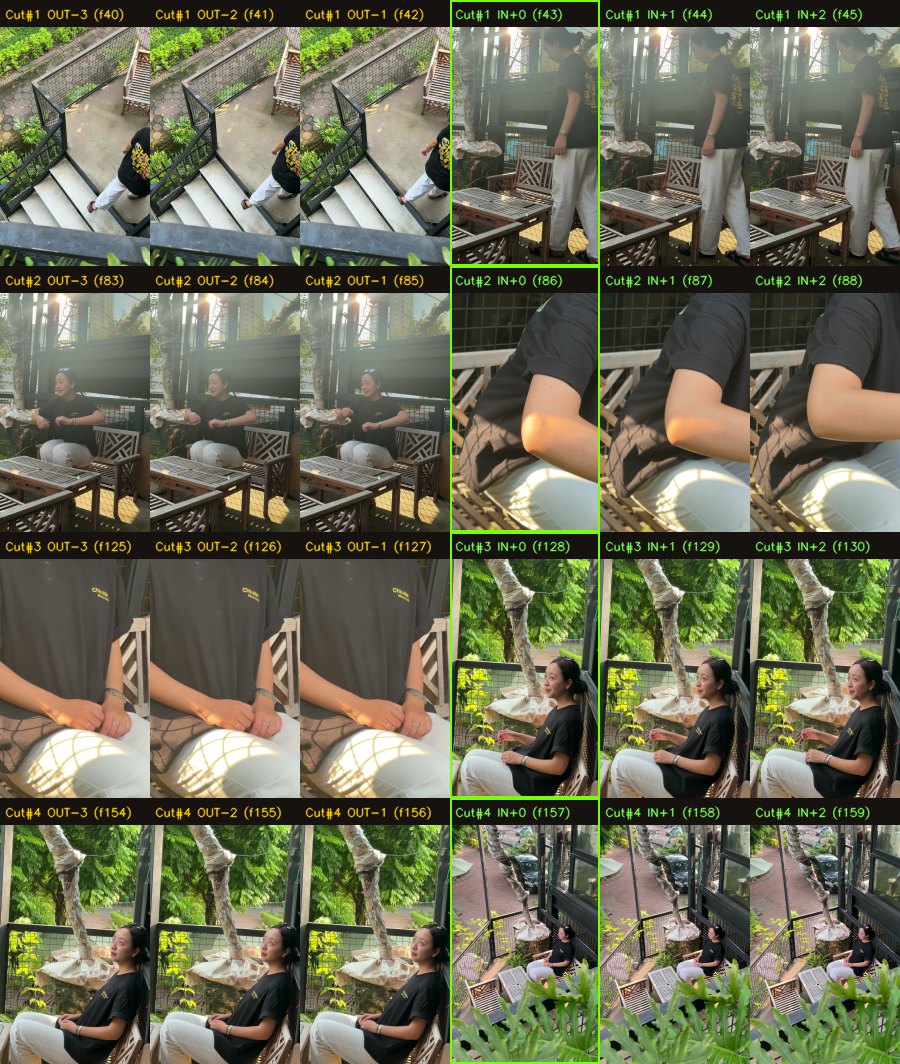 Cut#1 OUT-3 (f40) Cut#1 OUT-2 (f41) Cut#1 OUT-1 (f42) Cut#1 IN+0 (f43) Cut#1 IN+1 (f44) Cut#1 IN+2 (f45)
Cut#2 OUT-3 (f83) Cut#2 OUT-2 (f84) Cut#2 OUT-1 (f85) Cut#2 IN+0 (f86) Cut#2 IN+1 (f87) Cut#2 IN+2 (f88)
Cut#3 OUT-3 (f125) Cut#3 OUT-2 (f126) Cut#3 OUT-1 (f127) Cut#3 IN+0 (f128) Cut#3 IN+1 (f129) Cut#3 IN+2 (f130)
Cut#4 OUT-3 (f154) Cut#4 OUT-2 (f155) Cut#4 OUT-1 (f156) Cut#4 IN+0 (f157) Cut#4 IN+1 (f158) Cut#4 IN+2 (f159)